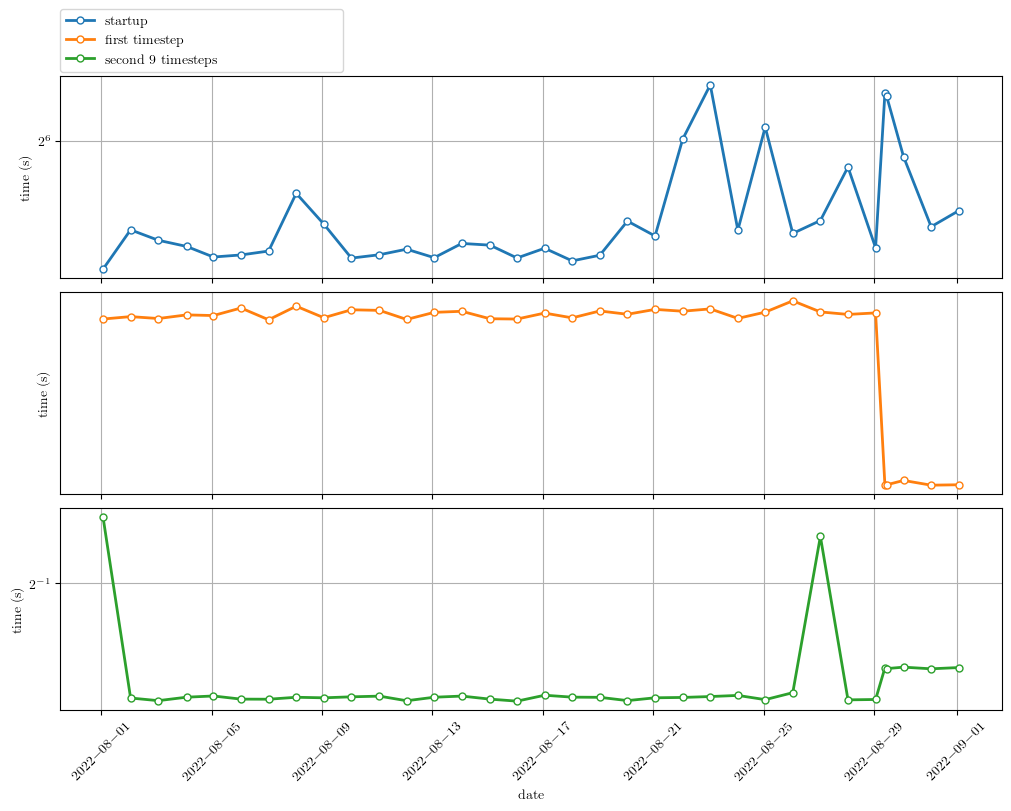 startup
first timestep
second 9 timesteps
2^6
time (s)
time (s)
2^−1
time (s)
2022−08−01
2022−08−05
2022−08−09
2022−08−13
2022−08−17
2022−08−21
2022−08−25
2022−08−29
2022−09−01
date